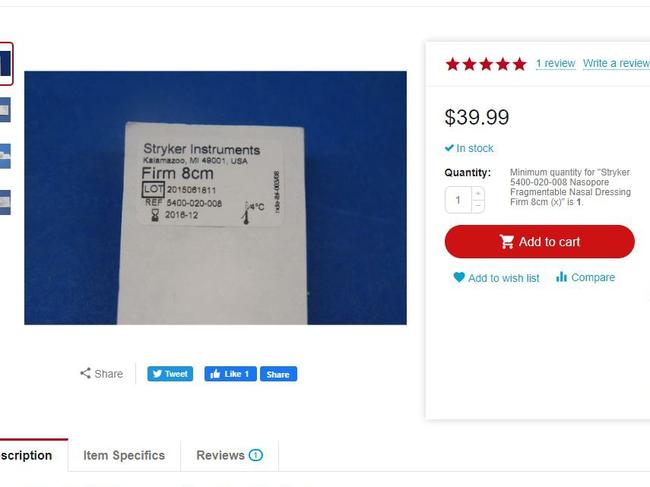 Stryker Instruments
Kalamazoo, MI 49001, USA
Firm 8cm
LOT 2015061811
REF 5400-020-008
2016-12
4°C
Share
Tweet
Like 1
Share
1 review
Write a review
$39.99
In stock
Quantity:
1
+
-
Minimum quantity for "Stryker
5400-020-008 Nasopore
Fragmentable Nasal Dressing
Firm 8cm (x)" is 1.
Add to cart
Add to wish list
Compare
scription
Item Specifics
Reviews 1